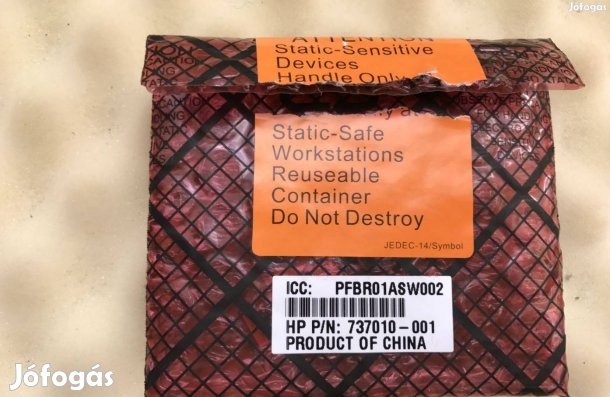 Jófogás
ATTENTION
Static-Sensitive
Devices
Handle Only
Static-Safe
Workstations
Reuseable
Container
Do Not Destroy
JEDEC-14/Symbol
ICC: PFBR01ASW002
HP P/N: 737010-001
PRODUCT OF CHINA
Jófogás